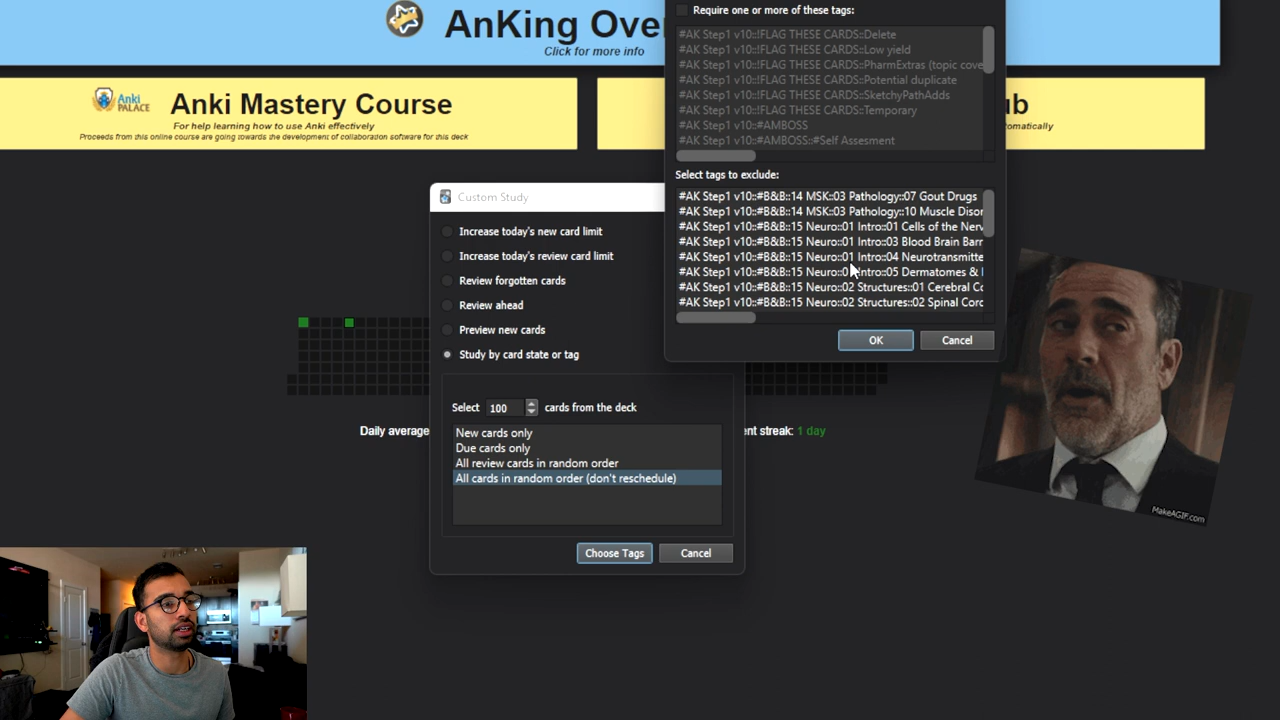 AnKing Over
Click for more info
Anki
PALACE
Anki Mastery Course
For help learning how to use Anki effectively
Proceeds from this online course are going towards the development of collaboration software for this deck
ub
omatically
Require one or more of these tags:
#AK Step1 v10::!FLAG THESE CARDS::Delete
#AK Step1 v10::!FLAG THESE CARDS::Low yield
#AK Step1 v10::!FLAG THESE CARDS::PharmExtras (topic cove
#AK Step1 v10::!FLAG THESE CARDS::Potential duplicate
#AK Step1 v10::!FLAG THESE CARDS::SketchyPathAdds
#AK Step1 v10::!FLAG THESE CARDS::Temporary
#AK Step1 v10::#AMBOSS
#AK Step1 v10::#AMBOSS::#Self Assesment
Select tags to exclude:
#AK Step1 v10::#B&B::14 MSK::03 Pathology::07 Gout Drugs
#AK Step1 v10::#B&B::14 MSK::03 Pathology::10 Muscle Disor
#AK Step1 v10::#B&B::15 Neuro::01 Intro::01 Cells of the Nerv
#AK Step1 v10::#B&B::15 Neuro::01 Intro::03 Blood Brain Barr
#AK Step1 v10::#B&B::15 Neuro::01 Intro::04 Neurotransmitte
#AK Step1 v10::#B&B::15 Neuro::01 Intro::05 Dermatomes &
#AK Step1 v10::#B&B::15 Neuro::02 Structures::01 Cerebral Co
#AK Step1 v10::#B&B::15 Neuro::02 Structures::02 Spinal Cord
OK
Cancel
Custom Study
Increase today's new card limit
Increase today's review card limit
Review forgotten cards
Review ahead
Preview new cards
Study by card state or tag
Select 100 cards from the deck
New cards only
Due cards only
All review cards in random order
All cards in random order (don't reschedule)
Choose Tags
Cancel
Daily average
ent streak: 1 day
MakeAGIF.com